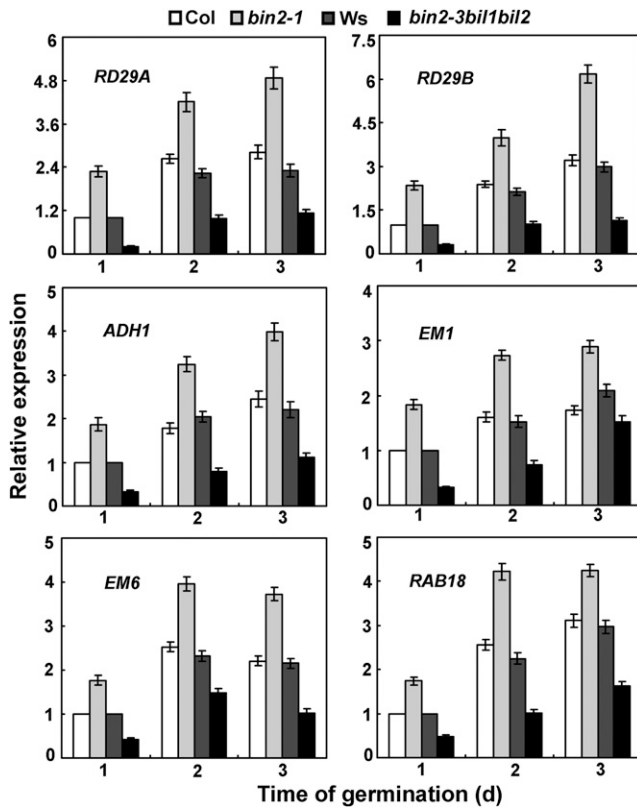 Col bin2-1 Ws bin2-3bil1bil2
Relative expression
RD29A
6
4.8
3.6
2.4
1.2
0
1 2 3
RD29B
7.5
6
4.5
3
1.5
0
1 2 3
ADH1
5
4
3
2
1
0
1 2 3
EM1
4
3
2
1
0
1 2 3
EM6
5
4
3
2
1
0
1 2 3
RAB18
5
4
3
2
1
0
1 2 3
Time of germination (d)